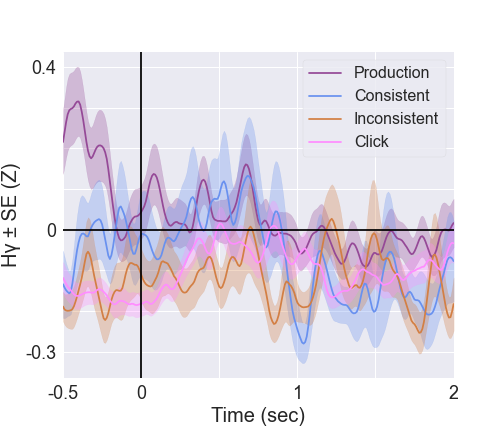 Production
Consistent
Inconsistent
Click
0.4
0
-0.3
Hγ ± SE (Z)
-0.5 0 1 2
Time (sec)